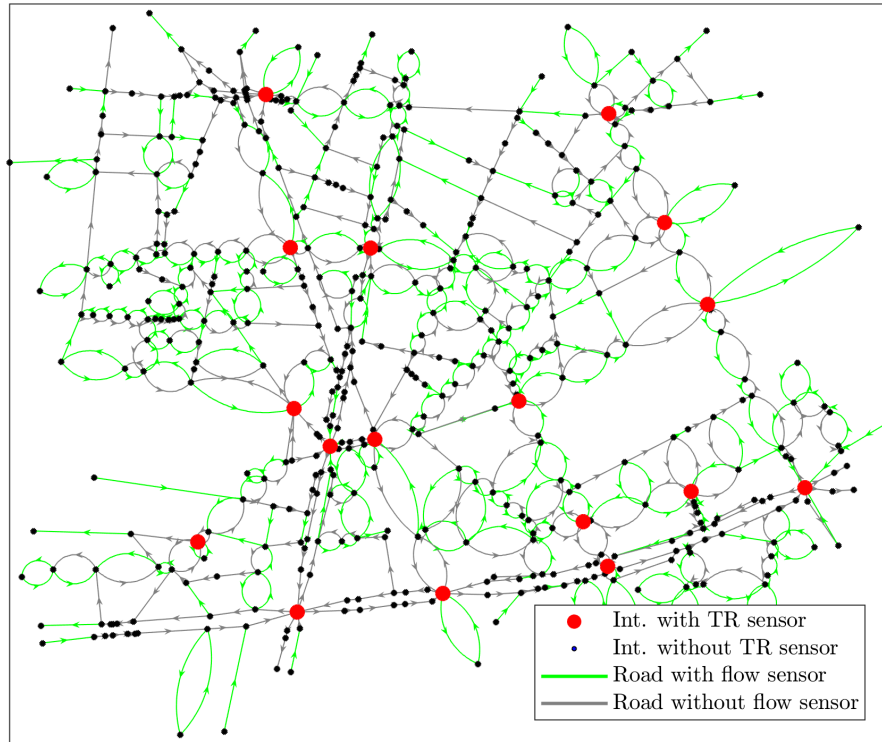 Int. with TR sensor
Int. without TR sensor
Road with flow sensor
Road without flow sensor